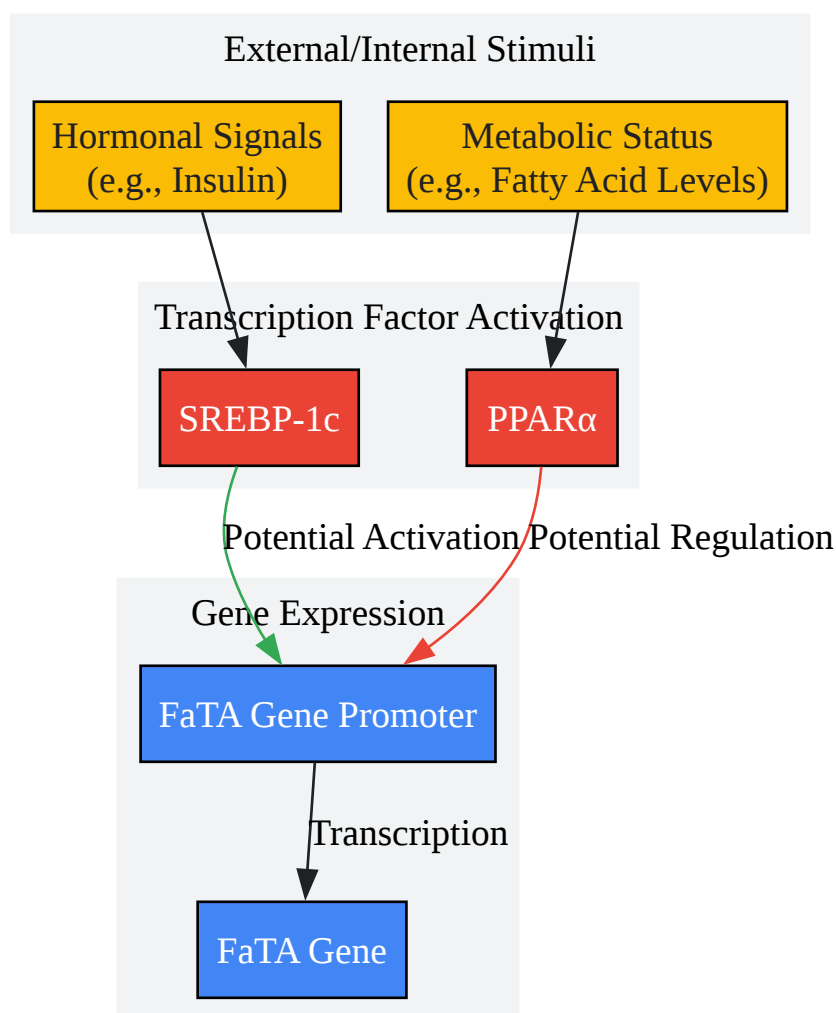 External/Internal Stimuli
Hormonal Signals
(e.g., Insulin)
Metabolic Status
(e.g., Fatty Acid Levels)
Transcription Factor Activation
SREBP-1c
PPARα
Potential Activation
Potential Regulation
Gene Expression
FaTA Gene Promoter
Transcription
FaTA Gene